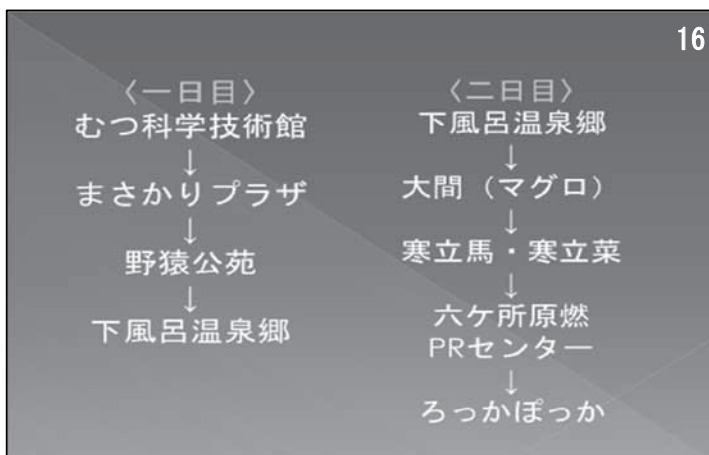 16
〈一日目〉
むつ科学技術館
↓
まさかりプラザ
↓
野猿公苑
↓
下風呂温泉郷
〈二日目〉
下風呂温泉郷
↓
大間（マグロ）
↓
寒立馬・寒立菜
↓
六ケ所原燃
PRセンター
↓
ろっかぽっか